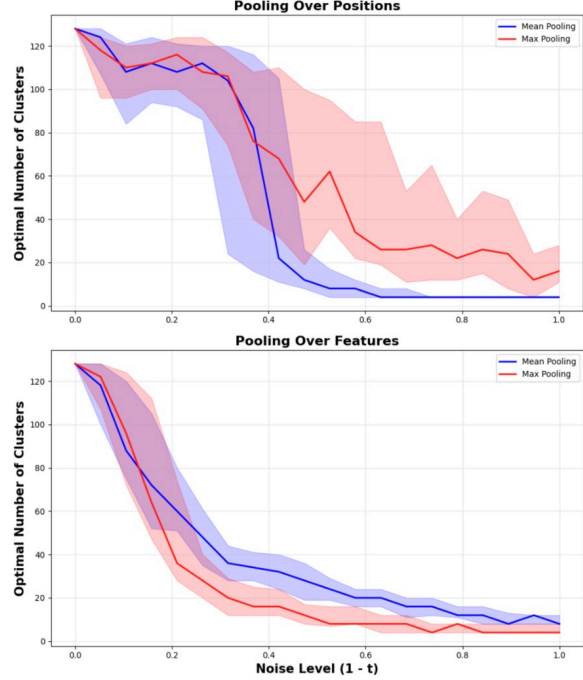 Pooling Over Positions
Mean Pooling
Max Pooling
Optimal Number of Clusters
120
100
80
60
40
20
0
0.0 0.2 0.4 0.6 0.8 1.0
Pooling Over Features
Mean Pooling
Max Pooling
Optimal Number of Clusters
120
100
80
60
40
20
0
0.0 0.2 0.4 0.6 0.8 1.0
Noise Level (1 - t)